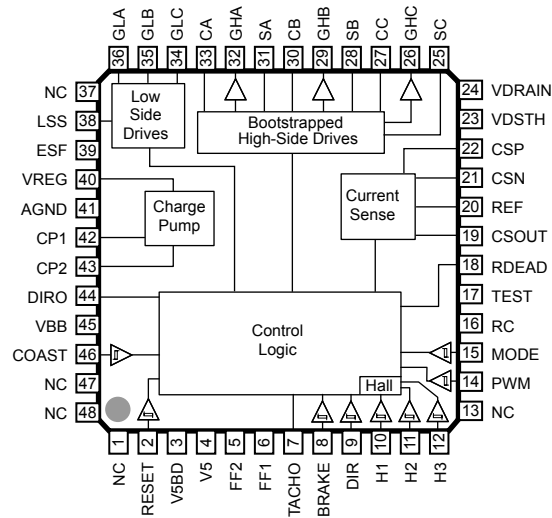 GLA
GLB
GLC
CA
GHA
SA
CB
GHB
SB
CC
GHC
SC
36
35
34
33
32
31
30
29
28
27
26
25
NC 37
LSS 38
ESF 39
VREG 40
AGND 41
CP1 42
CP2 43
DIRO 44
VBB 45
COAST 46
NC 47
NC 48
Low
Side
Drives
Bootstrapped
High-Side Drives
Charge
Pump
Current
Sense
Control
Logic
Hall
24 VDRAIN
23 VDSTH
22 CSP
21 CSN
20 REF
19 CSOUT
18 RDEAD
17 TEST
16 RC
15 MODE
14 PWM
13 NC
1
2
3
4
5
6
7
8
9
10
11
12
NC
RESET
V5BD
V5
FF2
FF1
TACHO
BRAKE
DIR
H1
H2
H3